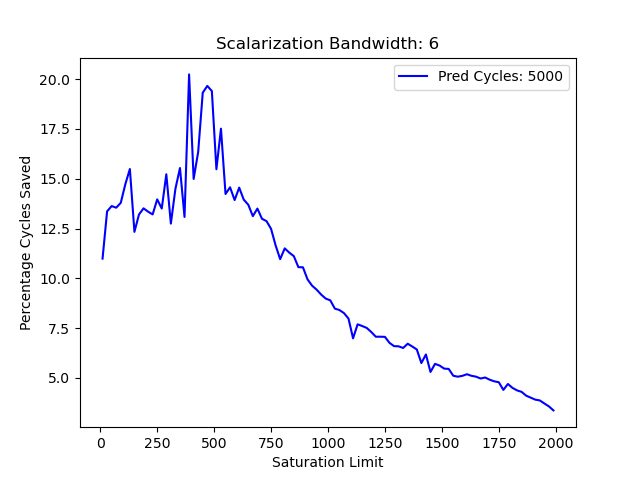 Scalarization Bandwidth: 6
Pred Cycles: 5000
Percentage Cycles Saved
20.0
17.5
15.0
12.5
10.0
7.5
5.0
0 250 500 750 1000 1250 1500 1750 2000
Saturation Limit